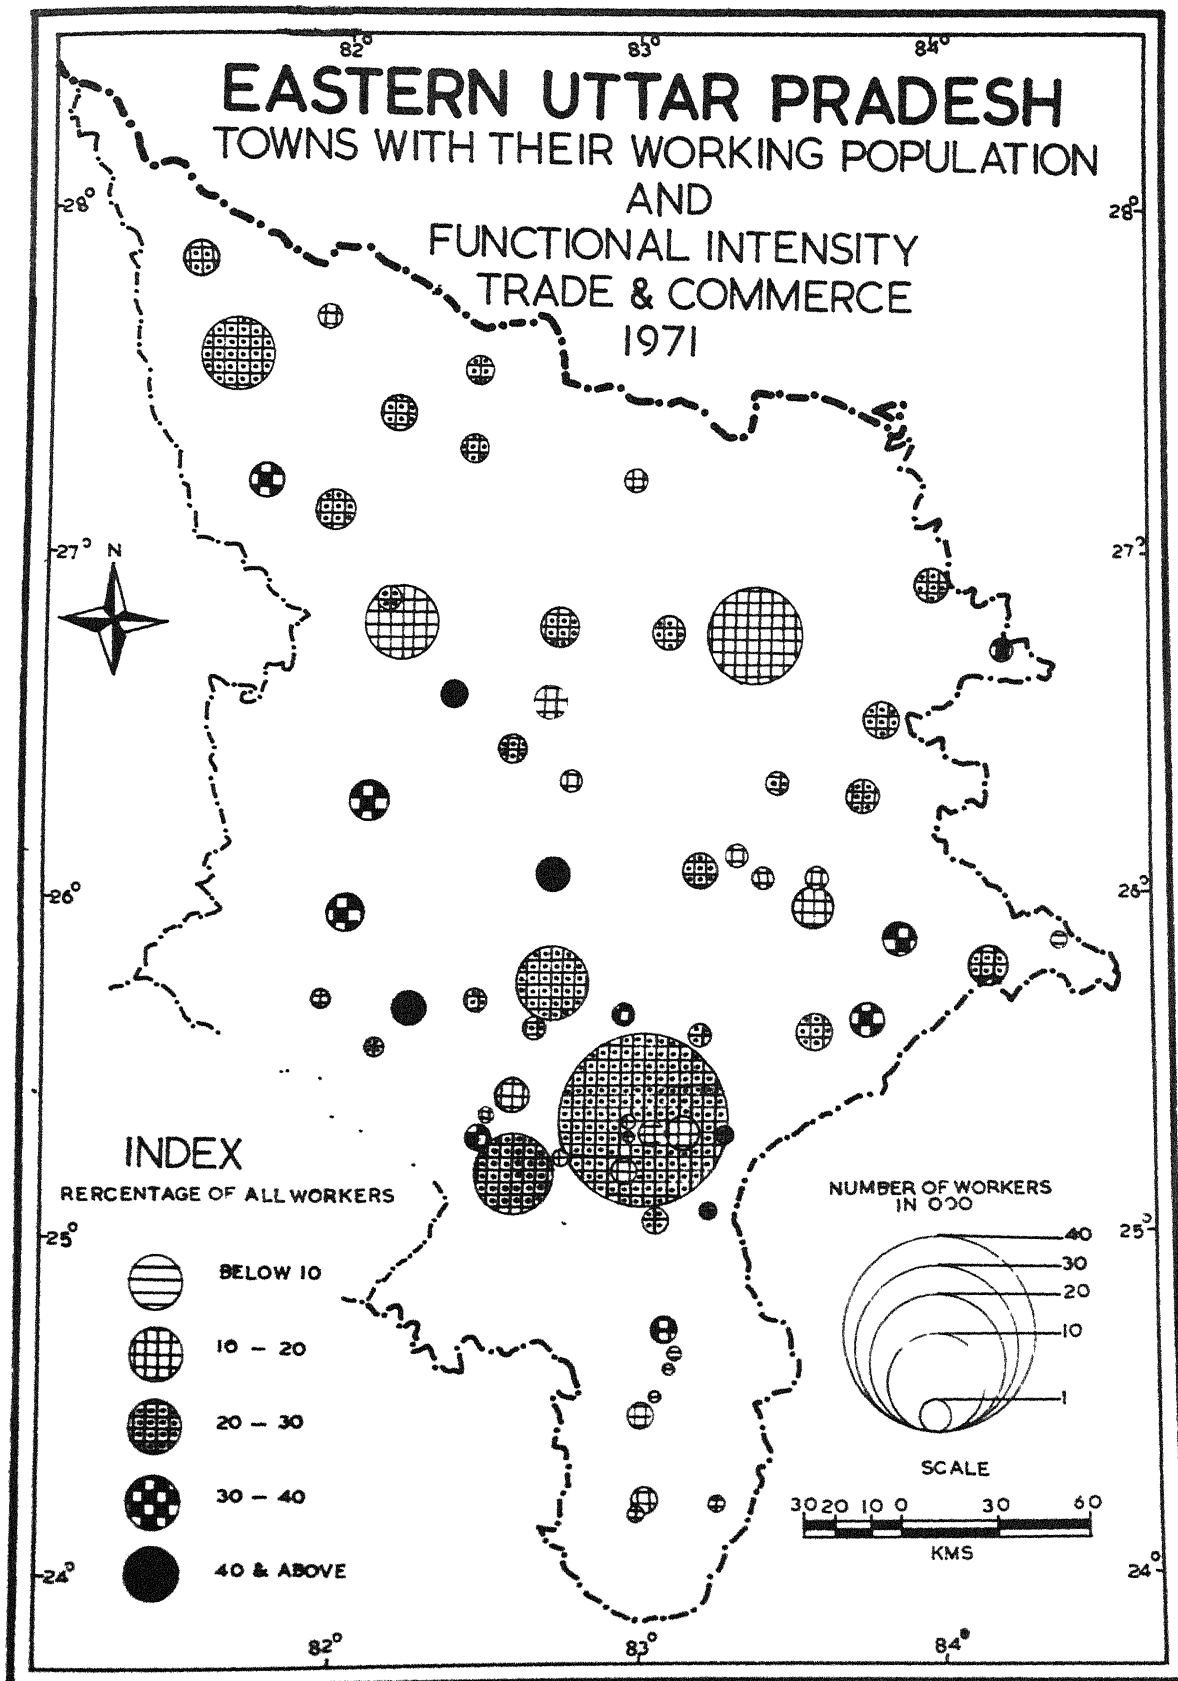 82° 83° 84°
EASTERN UTTAR PRADESH
TOWNS WITH THEIR WORKING POPULATION
AND
FUNCTIONAL INTENSITY
TRADE & COMMERCE
1971
28° 28°
27° 27°
N
26° 26°
25° 25°
24° 24°
INDEX
RERCENTAGE OF ALL WORKERS
BELOW 10
10 — 20
20 — 30
30 — 40
40 & ABOVE
NUMBER OF WORKERS
IN 000
40
30
20
10
1
SCALE
30 20 10 0 30 60
KMS
82° 83° 84°